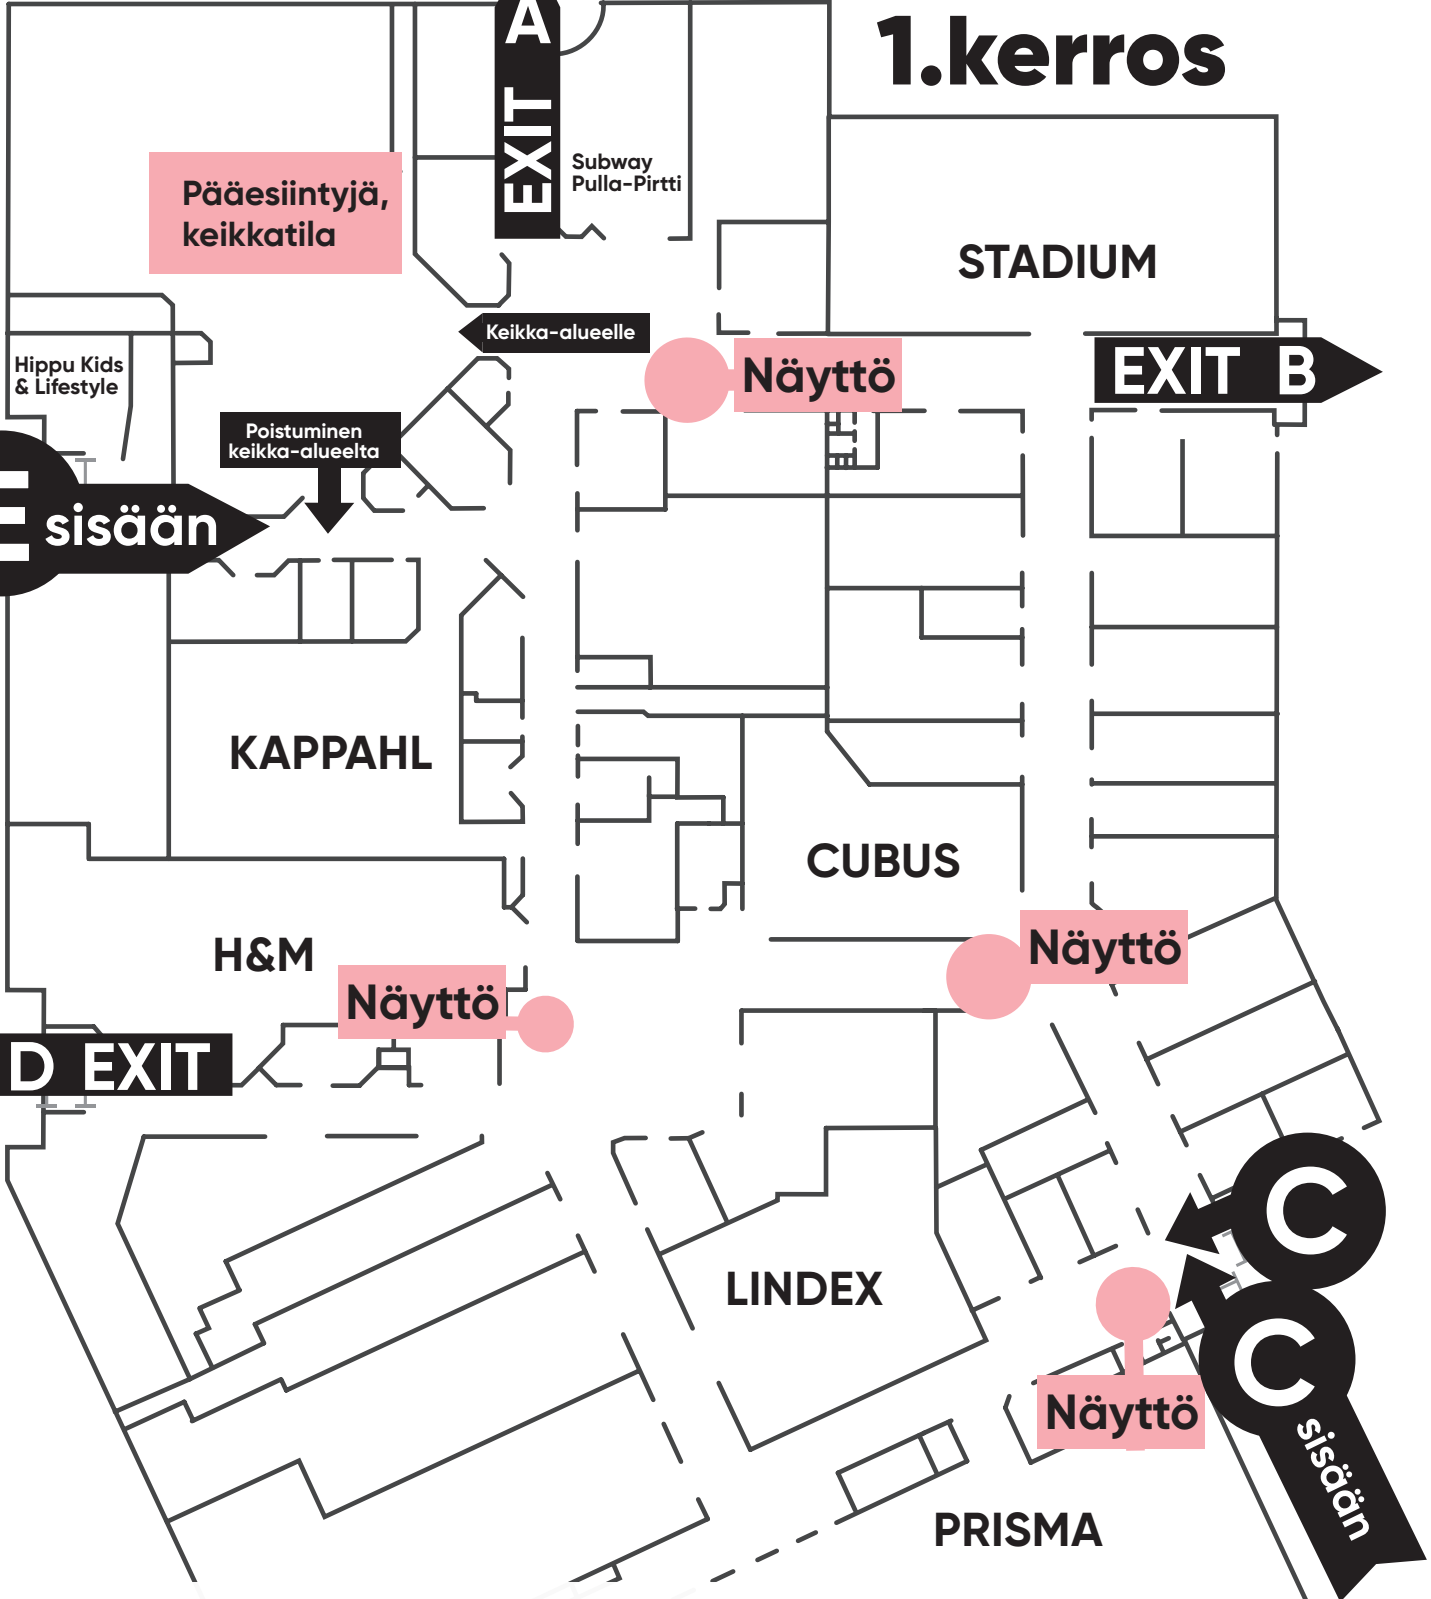 1.kerros
EXIT A
Subway
Pulla-Pirtti
Pääesiintyjä,
keikkatila
STADIUM
Keikka-alueelle
Näyttö
EXIT B
Hippu Kids
& Lifestyle
Poistuminen
keikka-alueelta
E sisään
KAPPAHL
CUBUS
H&M
Näyttö
Näyttö
D EXIT
C
LINDEX
C
sisään
Näyttö
PRISMA